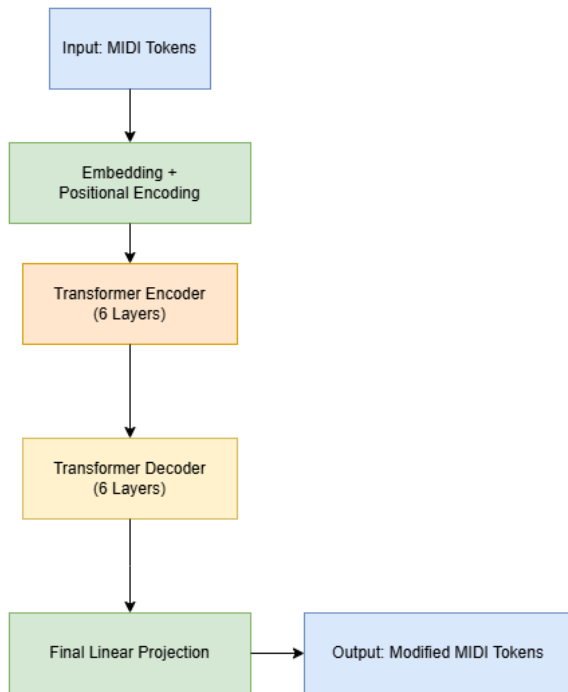 Input: MIDI Tokens
Embedding +
Positional Encoding
Transformer Encoder
(6 Layers)
Transformer Decoder
(6 Layers)
Final Linear Projection
Output: Modified MIDI Tokens